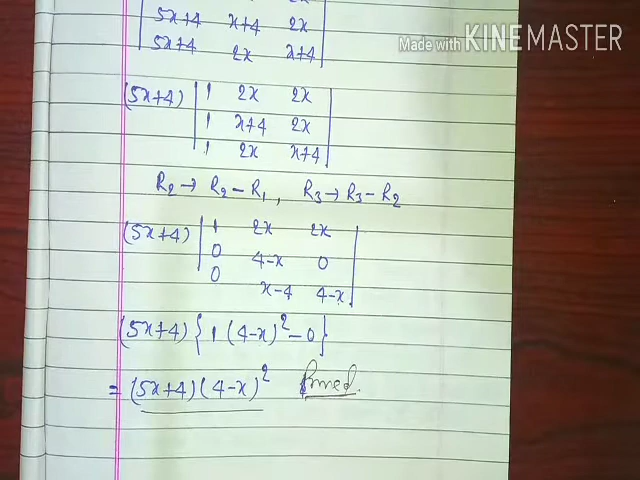 5x+4 x+4 2x
5x+4 2x x+4
Made with KINEMASTER
(5x+4) | 1 2x 2x |
| 1 x+4 2x |
| 1 2x x+4 |
R₂ → R₂ - R₁ , R₃ → R₃ - R₂
(5x+4) | 1 2x 2x |
| 0 4-x 0 |
| 0 x-4 4-x |
(5x+4) { 1 (4-x)² - 0 }
= (5x+4) (4-x)² Proved.